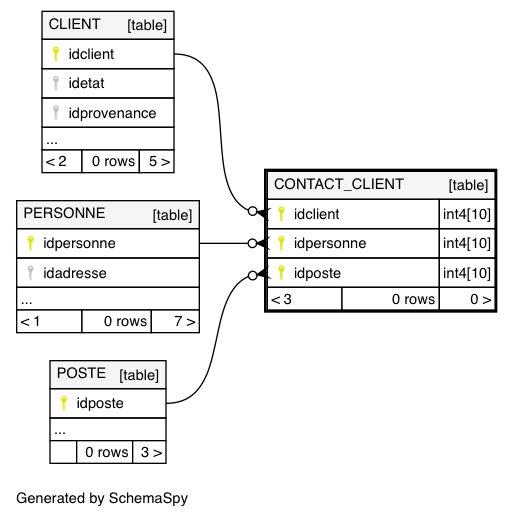 CLIENT [table]
idclient
idetat
idprovenance
...
< 2 0 rows 5 >
CONTACT_CLIENT [table]
idclient int4[10]
idpersonne int4[10]
idposte int4[10]
< 3 0 rows 0 >
PERSONNE [table]
idpersonne
idadresse
...
< 1 0 rows 7 >
POSTE [table]
idposte
...
0 rows 3 >
Generated by SchemaSpy